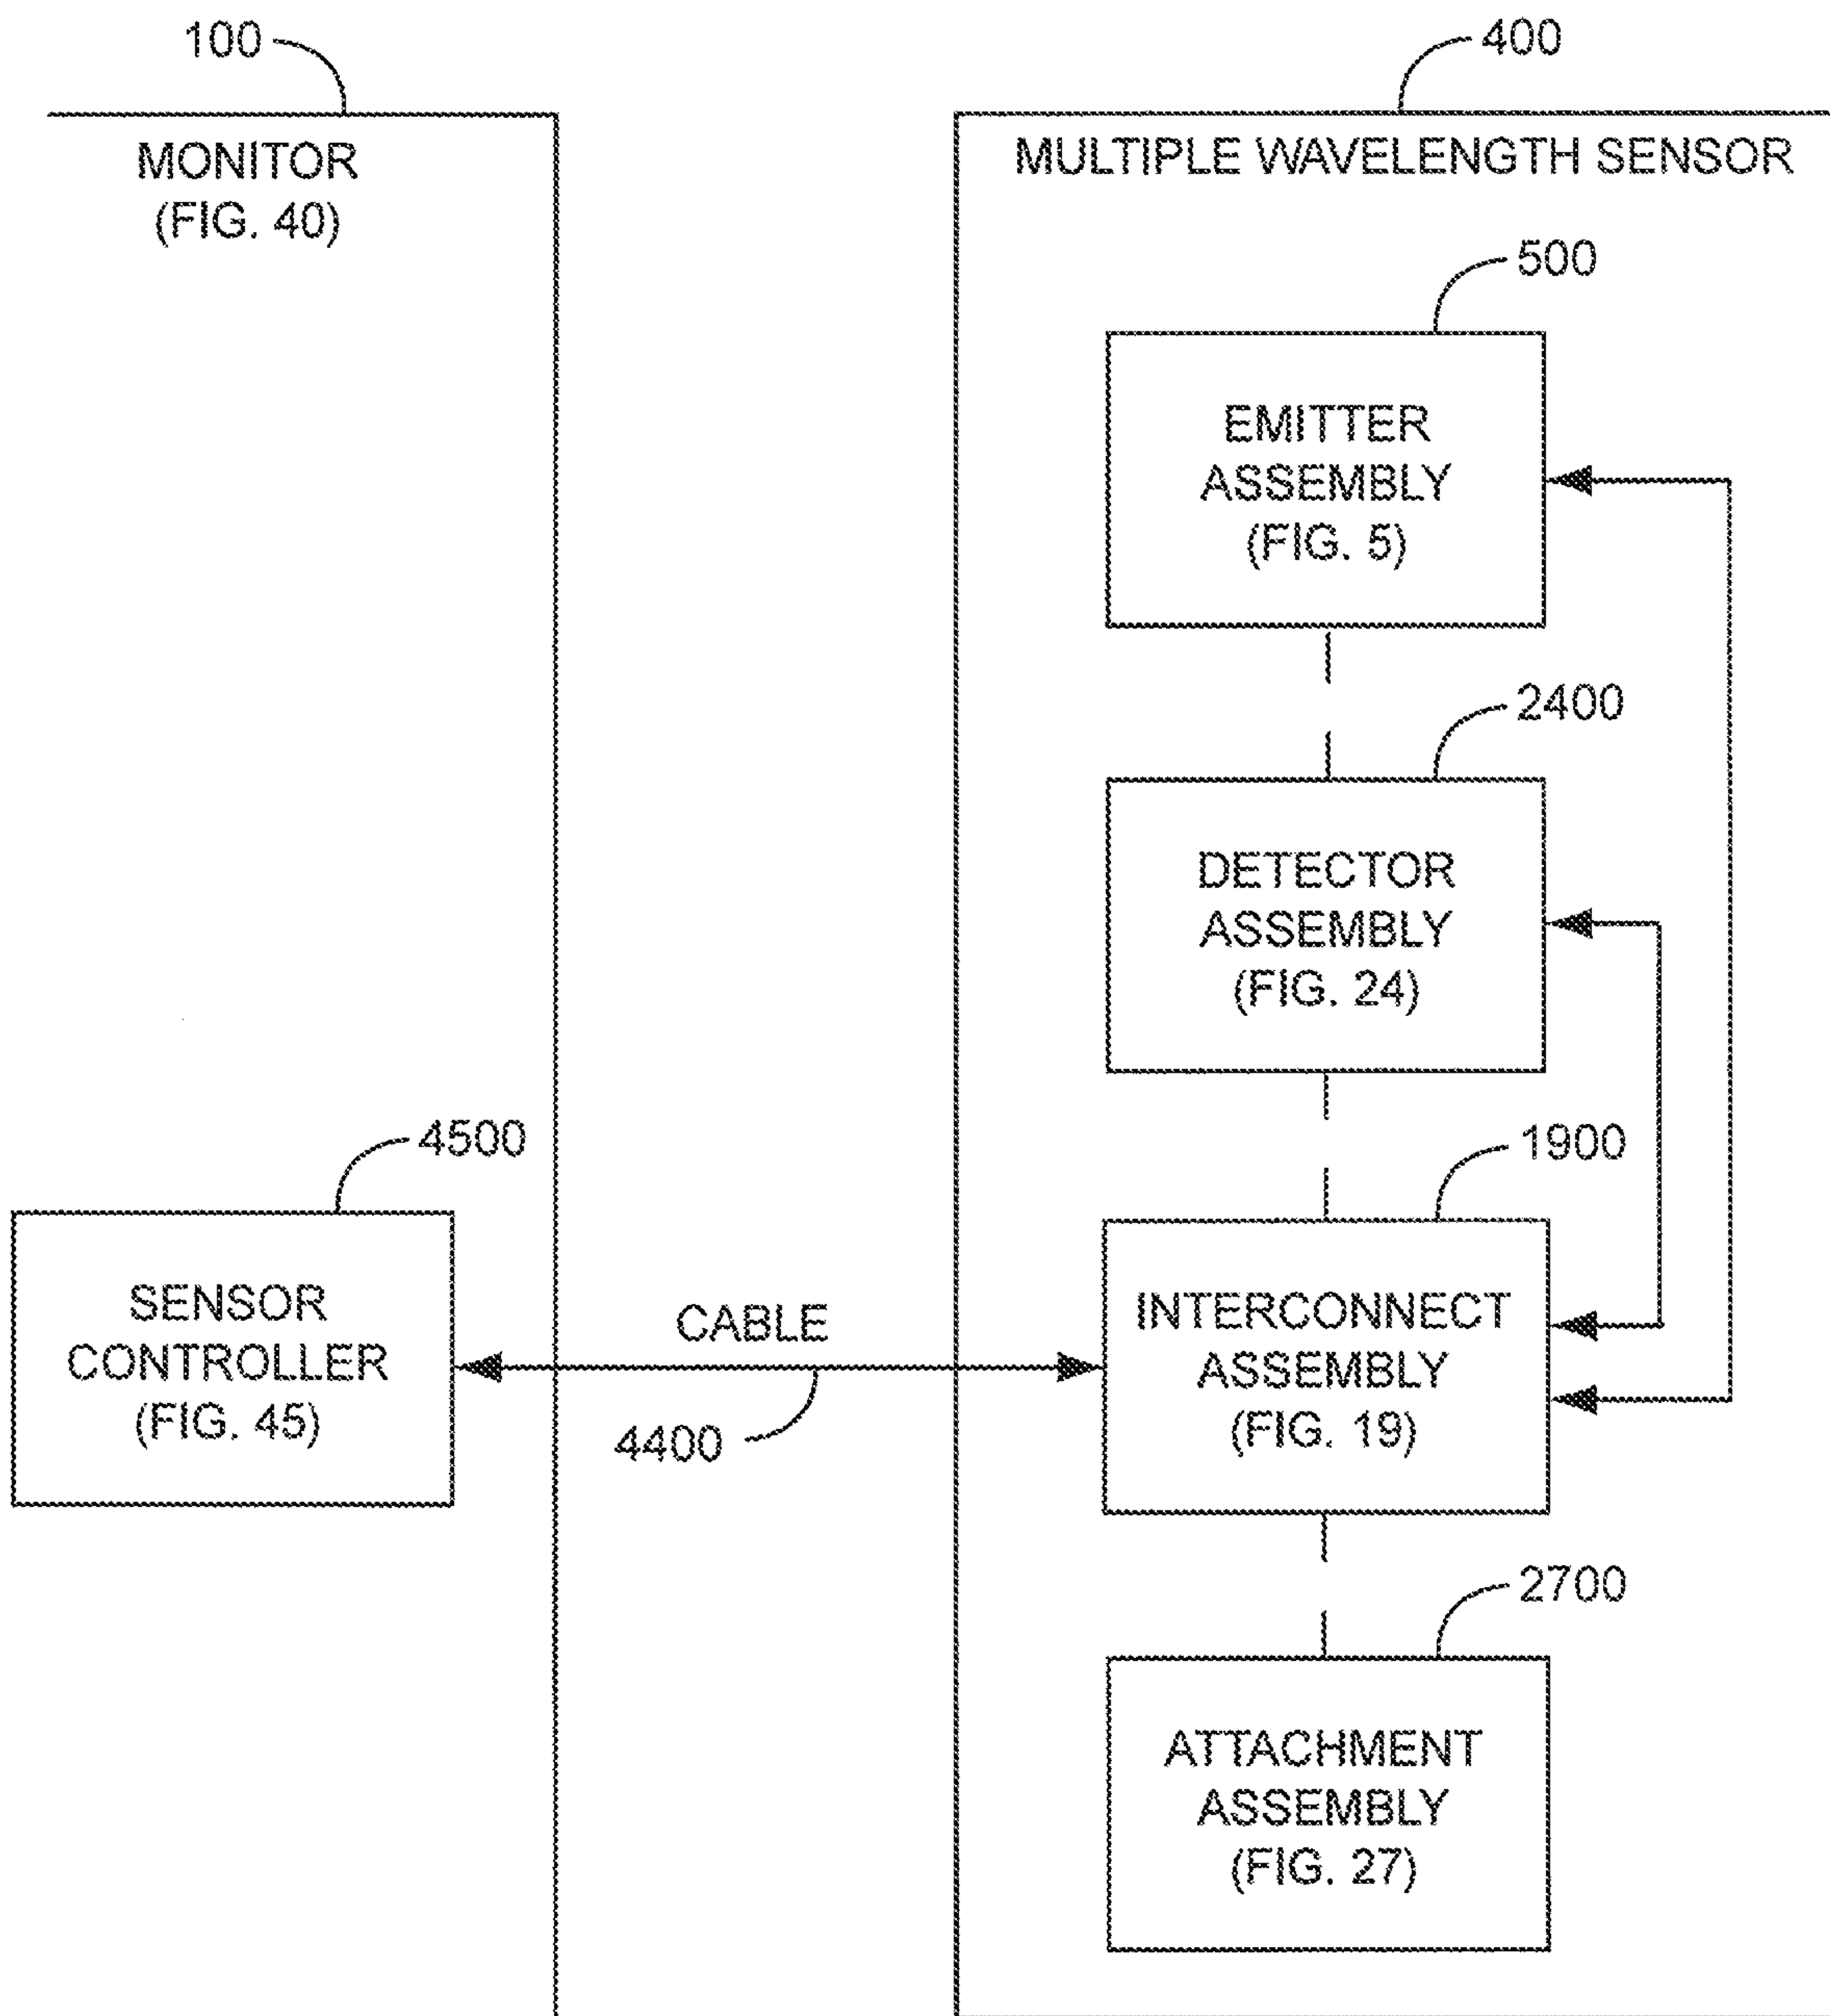 100
400
MONITOR
(FIG. 40)
MULTIPLE WAVELENGTH SENSOR
500
EMITTER
ASSEMBLY
(FIG. 5)
2400
DETECTOR
ASSEMBLY
(FIG. 24)
4500
1900
SENSOR
CONTROLLER
(FIG. 45)
CABLE
4400
INTERCONNECT
ASSEMBLY
(FIG. 19)
2700
ATTACHMENT
ASSEMBLY
(FIG. 27)